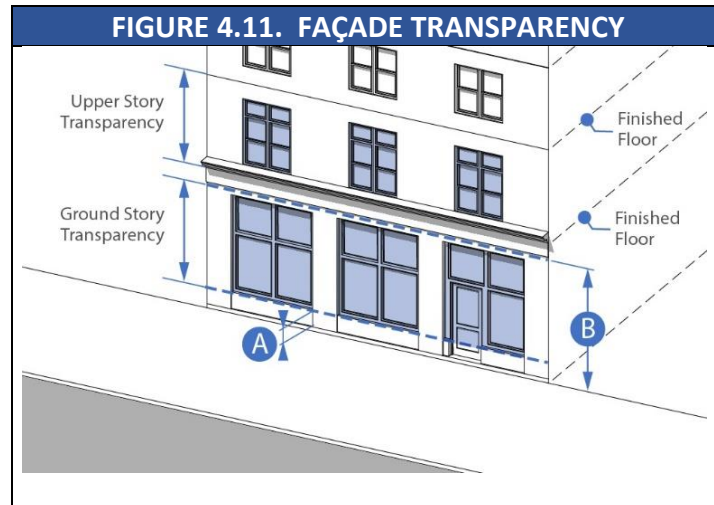 FIGURE 4.11. FAÇADE TRANSPARENCY
Upper Story
Transparency
Finished
Floor
Ground Story
Transparency
Finished
Floor
A
B